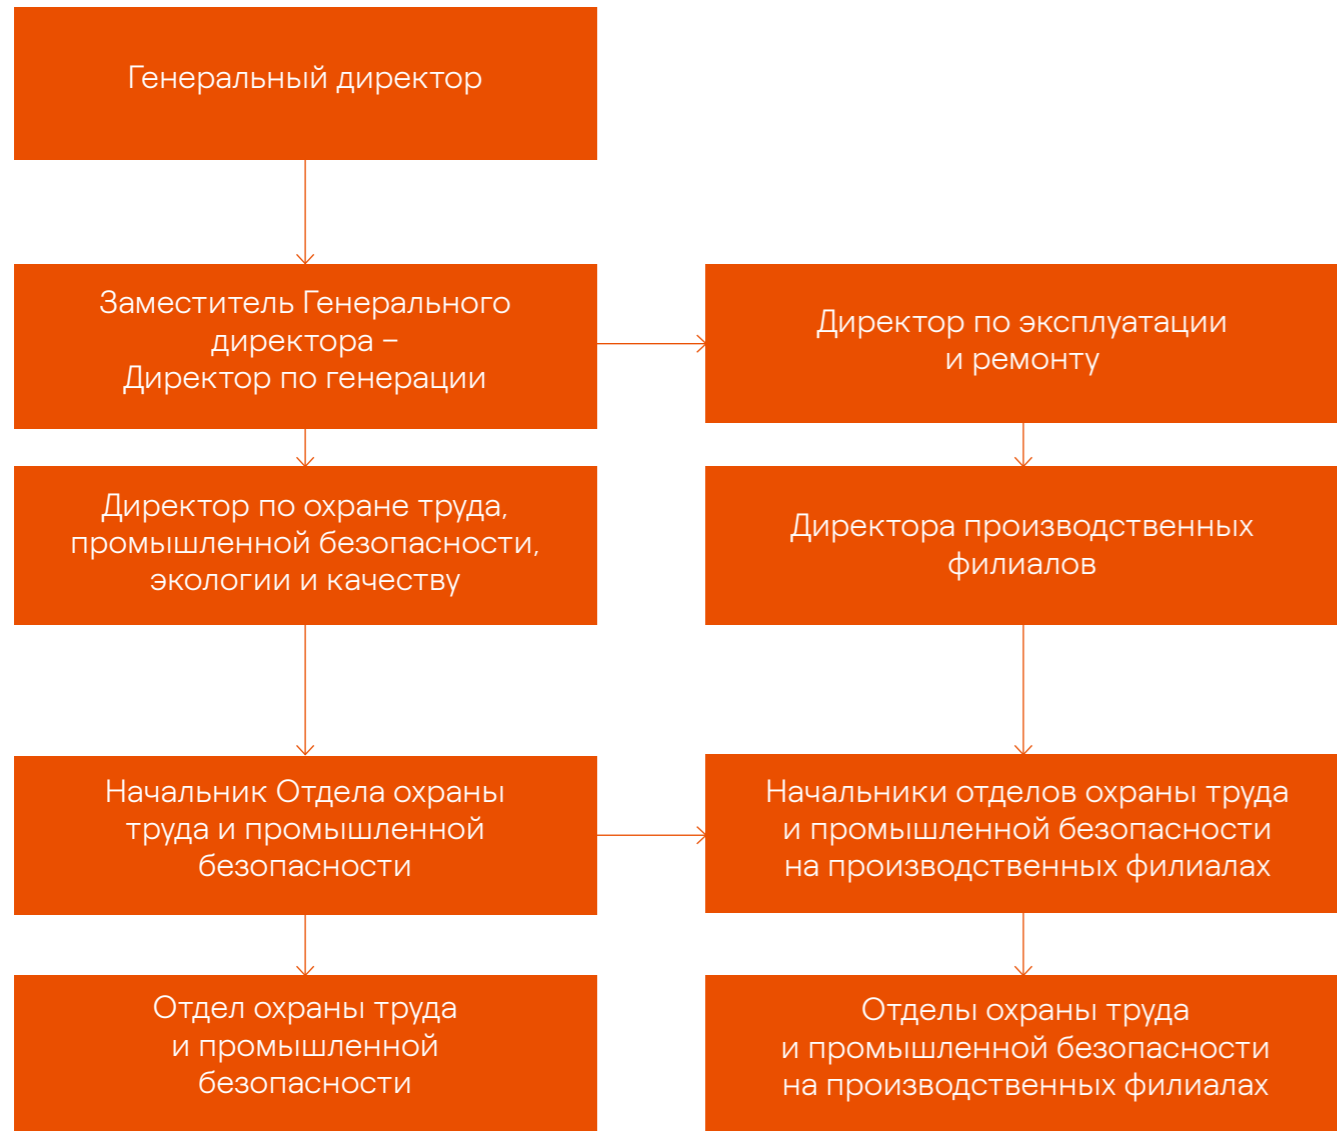 Генеральный директор
Заместитель Генерального
директора –
Директор по генерации
Директор по эксплуатации
и ремонту
Директор по охране труда,
промышленной безопасности,
экологии и качеству
Директора производственных
филиалов
Начальник Отдела охраны
труда и промышленной
безопасности
Начальники отделов охраны труда
и промышленной безопасности
на производственных филиалах
Отдел охраны труда
и промышленной
безопасности
Отделы охраны труда
и промышленной безопасности
на производственных филиалах